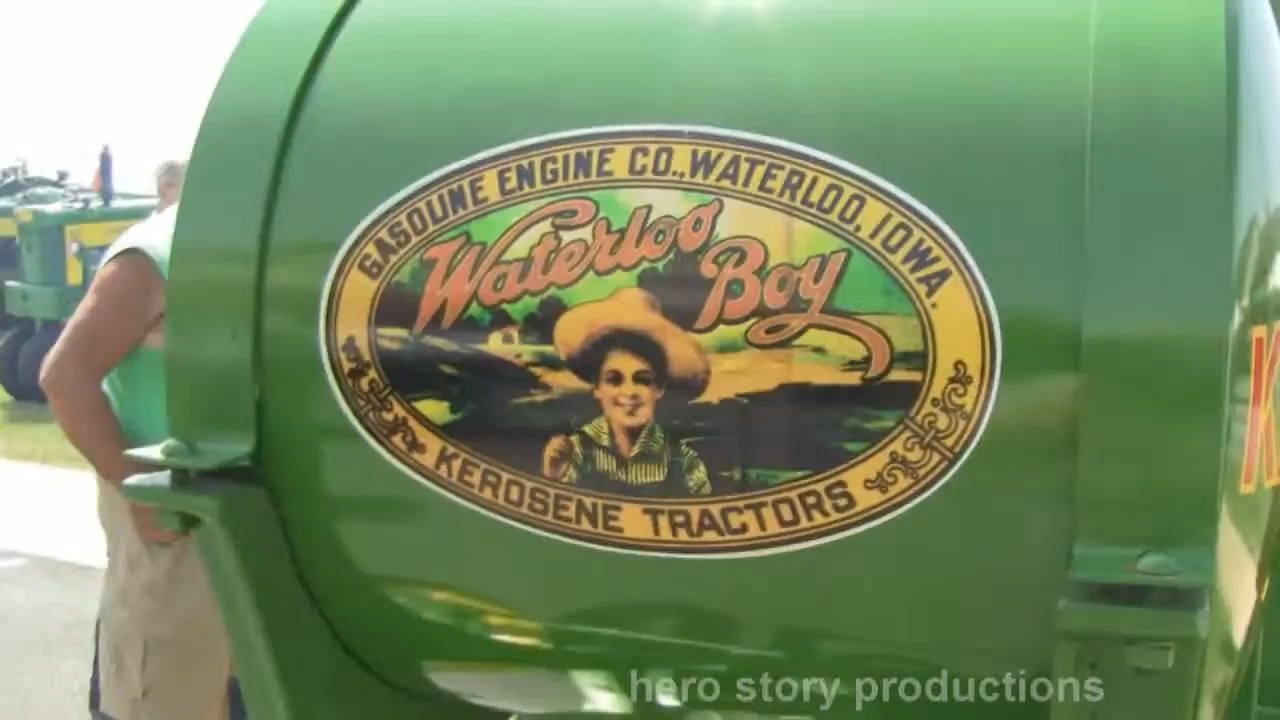 GASOLINE ENGINE CO., WATERLOO, IOWA.
Waterloo
Boy
KEROSENE TRACTORS
K
hero story productions